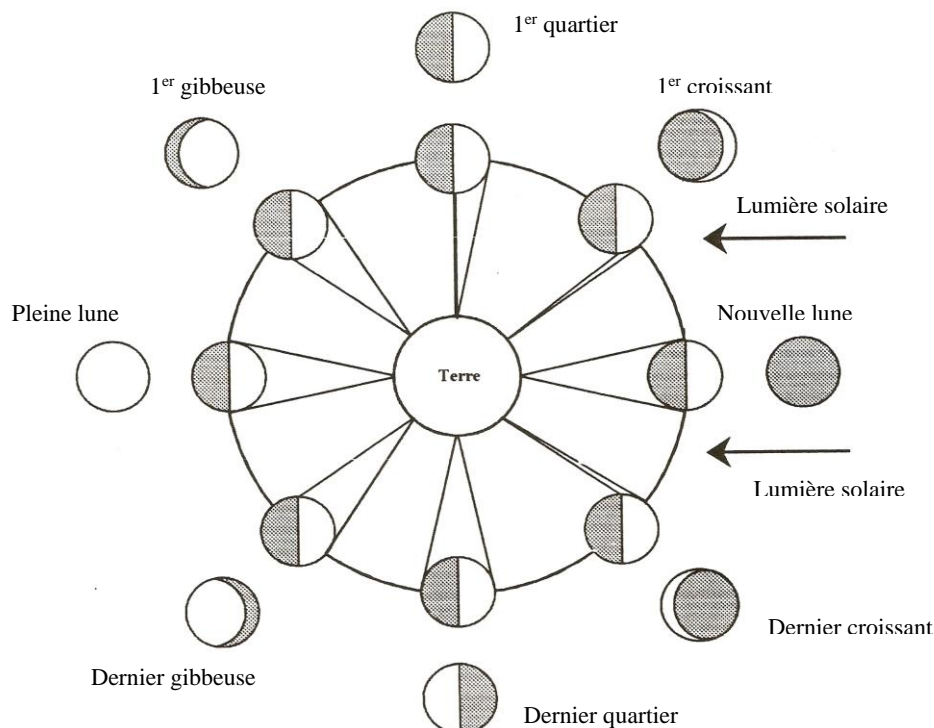 1er quartier
1er gibbeuse
1er croissant
Lumière solaire
Pleine lune
Nouvelle lune
Terre
Lumière solaire
Dernier croissant
Dernier gibbeuse
Dernier quartier